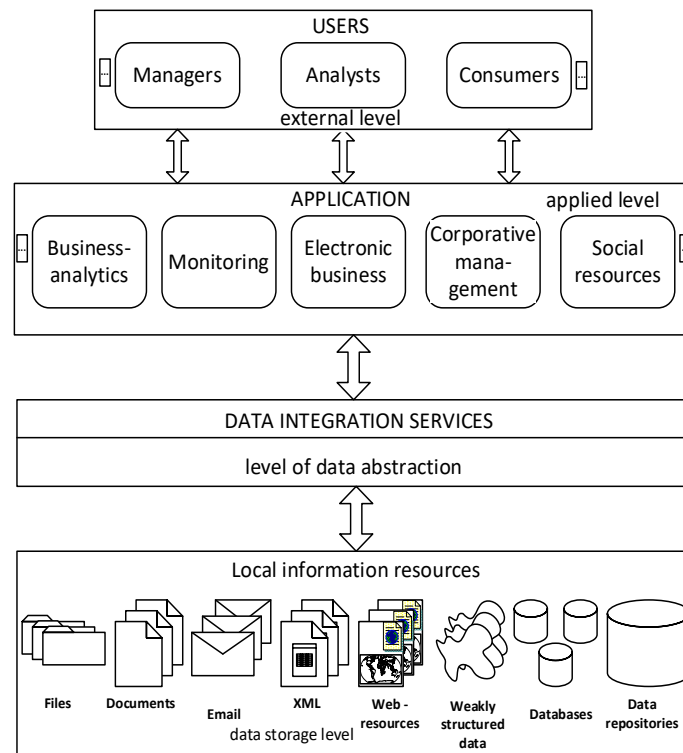 USERS
...
Managers
Analysts
Consumers
...
external level
APPLICATION
applied level
...
Business-
analytics
Monitoring
Electronic
business
Corporative
mana-
gement
Social
resources
...
DATA INTEGRATION SERVICES
level of data abstraction
Local information resources
Files
Documents
Email
XML
Web -
resources
Weakly
structured
data
Databases
Data
repositories
data storage level